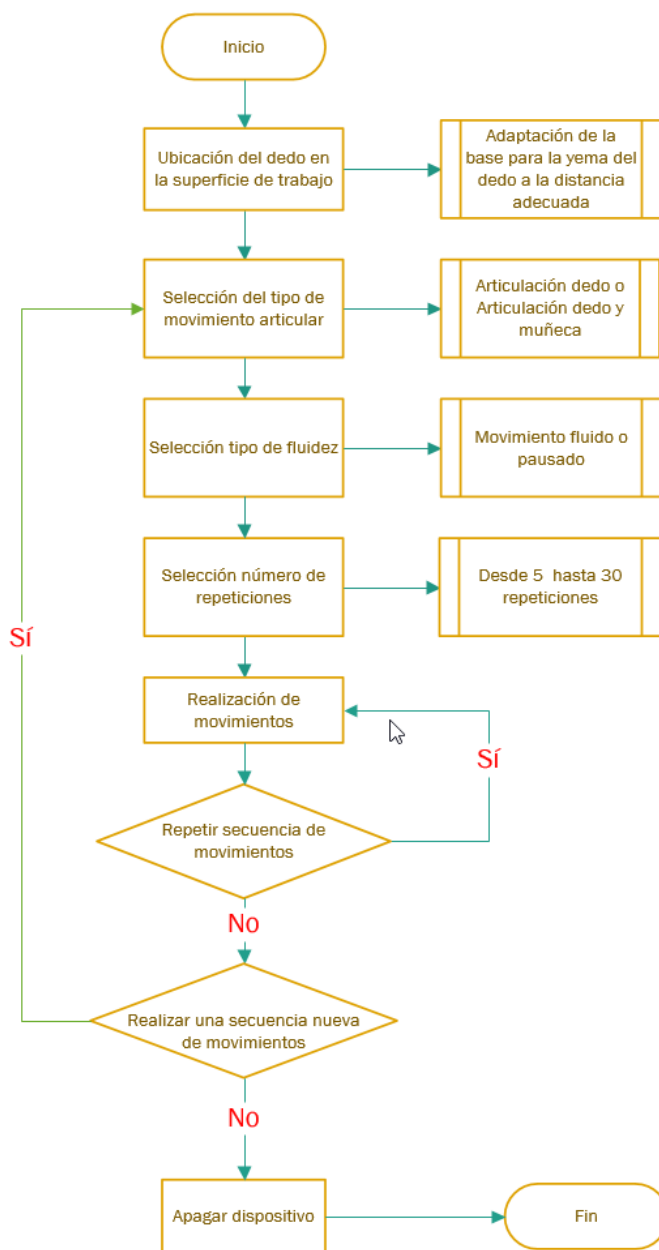 Inicio
Ubicación del dedo en
la superficie de trabajo
Adaptación de la
base para la yema del
dedo a la distancia
adecuada
Selección del tipo de
movimiento articular
Articulación dedo o
Articulación dedo y
muñeca
Selección tipo de fluidez
Movimiento fluido o
pausado
Selección número de
repeticiones
Desde 5 hasta 30
repeticiones
Sí
Realización de
movimientos
Sí
Repetir secuencia de
movimientos
No
Realizar una secuencia nueva
de movimientos
No
Apagar dispositivo
Fin